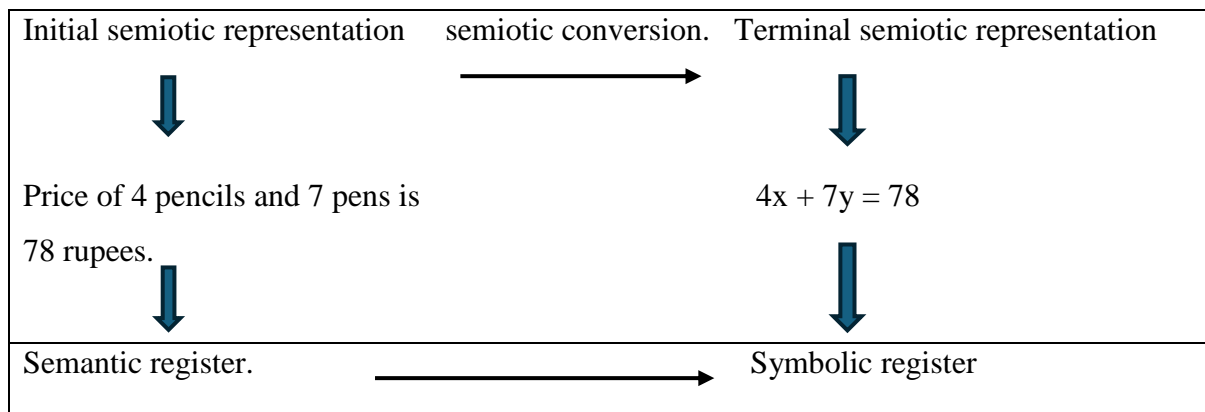 Initial semiotic representation semiotic conversion. Terminal semiotic representation
Price of 4 pencils and 7 pens is 4x + 7y = 78
78 rupees.
Semantic register. Symbolic register